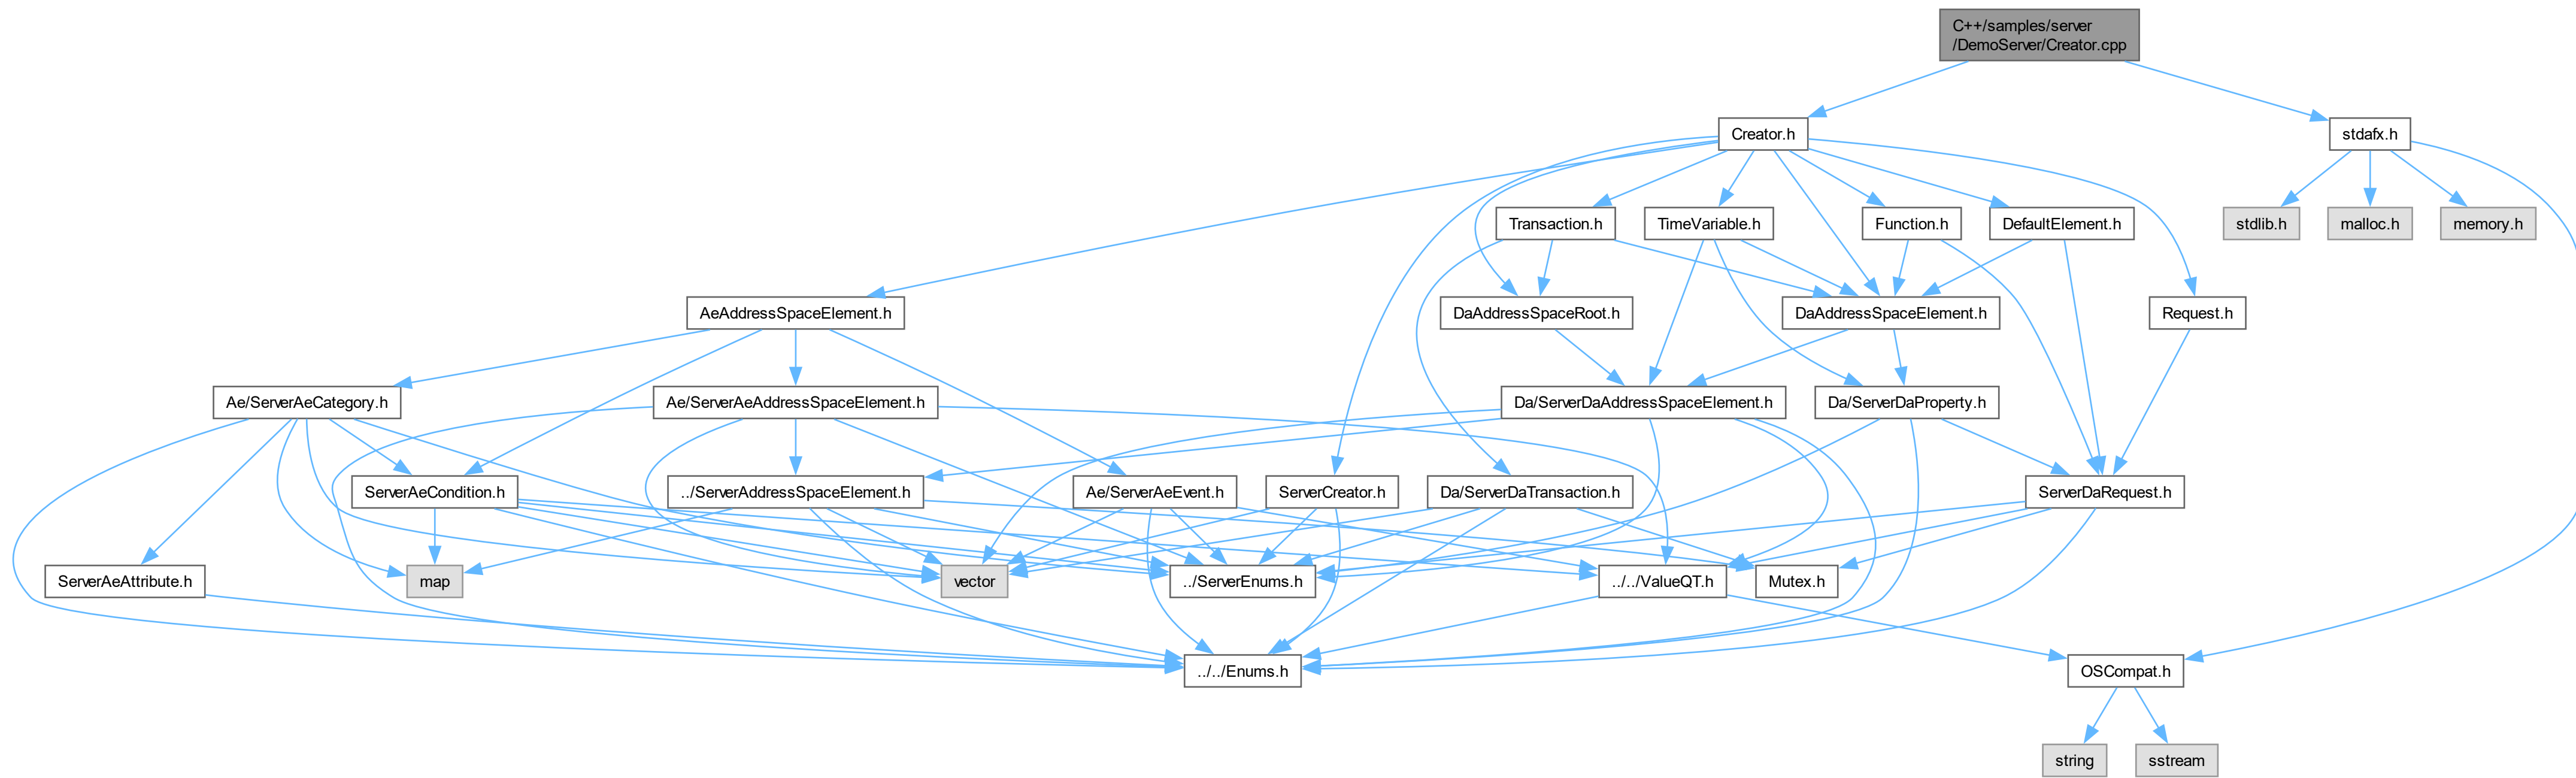 C++/samples/server
/DemoServer/Creator.cpp
Creator.h
stdafx.h
Transaction.h
TimeVariable.h
Function.h
DefaultElement.h
stdlib.h
malloc.h
memory.h
AeAddressSpaceElement.h
DaAddressSpaceRoot.h
DaAddressSpaceElement.h
Request.h
Ae/ServerAeCategory.h
Ae/ServerAeAddressSpaceElement.h
Da/ServerDaAddressSpaceElement.h
Da/ServerDaProperty.h
ServerAeCondition.h
../ServerAddressSpaceElement.h
Ae/ServerAeEvent.h
ServerCreator.h
Da/ServerDaTransaction.h
ServerDaRequest.h
ServerAeAttribute.h
map
vector
../ServerEnums.h
../../ValueQT.h
Mutex.h
../../Enums.h
OSCompat.h
string
sstream